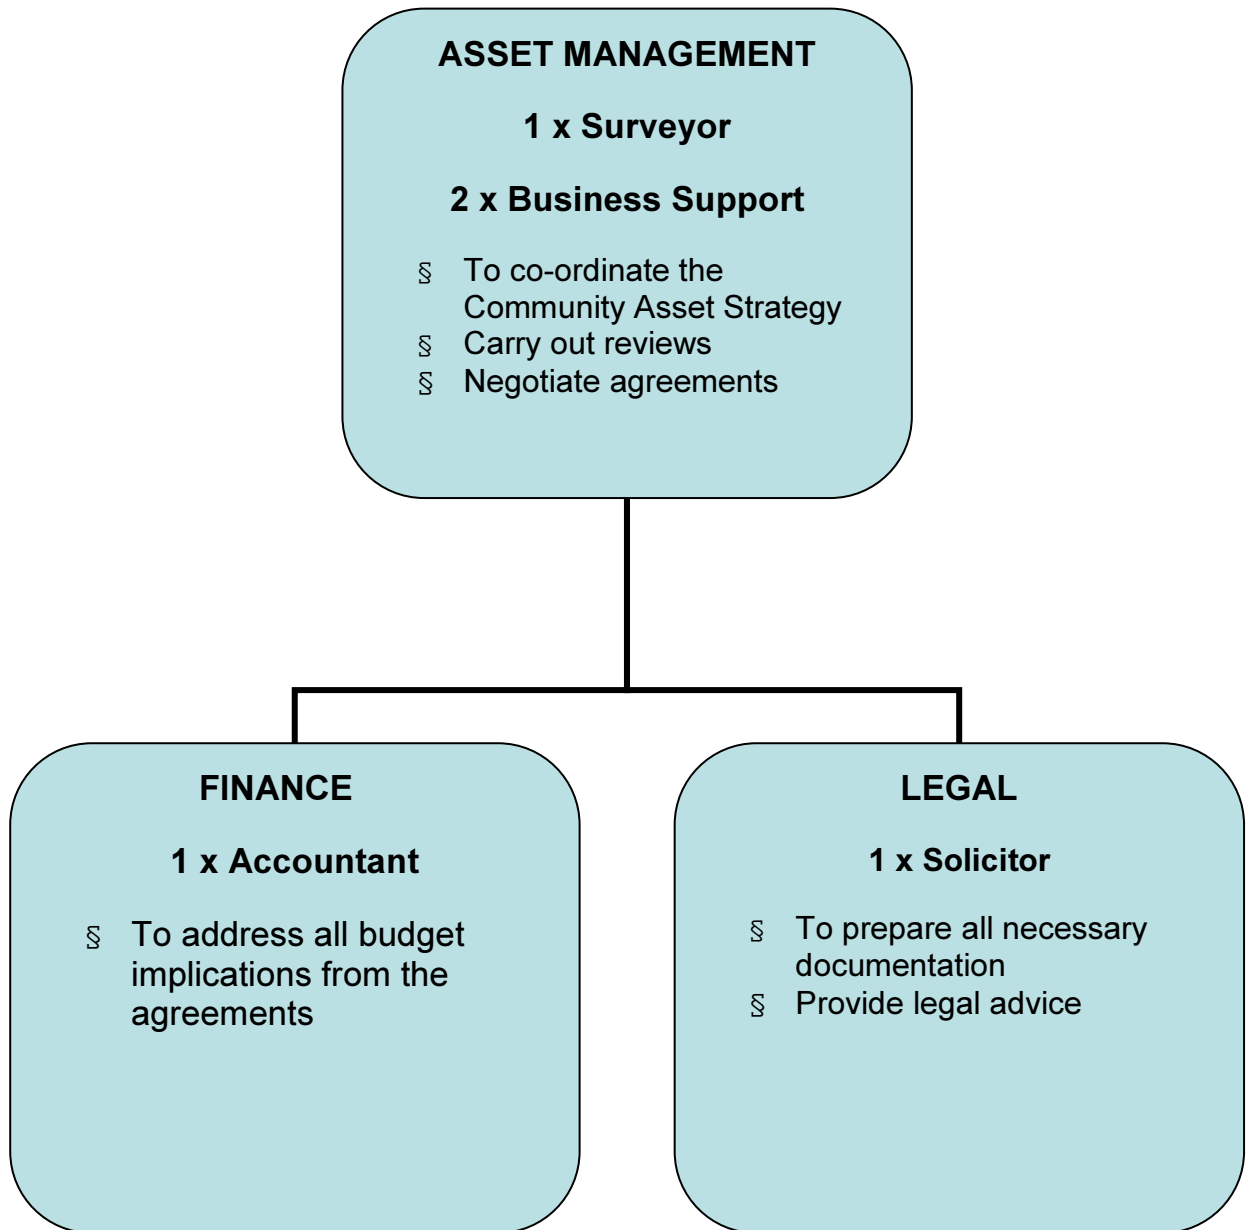 ASSET MANAGEMENT
1 x Surveyor
2 x Business Support
§ To co-ordinate the
Community Asset Strategy
§ Carry out reviews
§ Negotiate agreements
FINANCE
1 x Accountant
§ To address all budget
implications from the
agreements
LEGAL
1 x Solicitor
§ To prepare all necessary
documentation
§ Provide legal advice